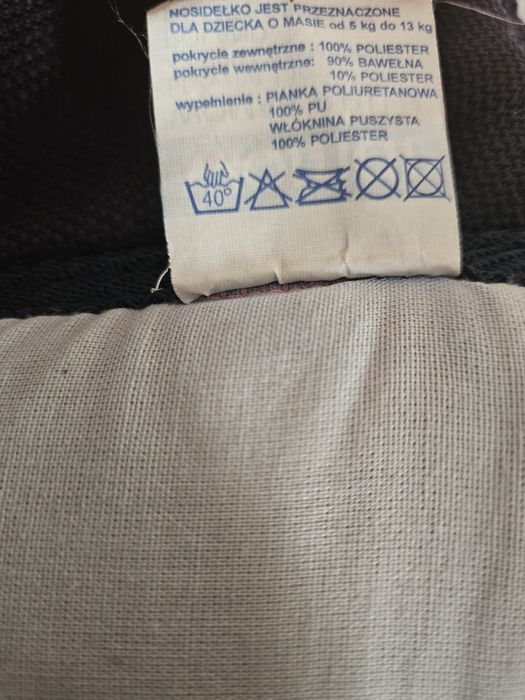 NOSIDEŁKO JEST PRZEZNACZONE
DLA DZIECKA O MASIE od 5 kg do 13 kg
pokrycie zewnętrzne : 100% POLIESTER
pokrycie wewnętrzne: 90% BAWEŁNA
10% POLIESTER
wypełnienie : PIANKA POLIURETANOWA
100% PU
WŁÓKNINA PUSZYSTA
100% POLIESTER
40°